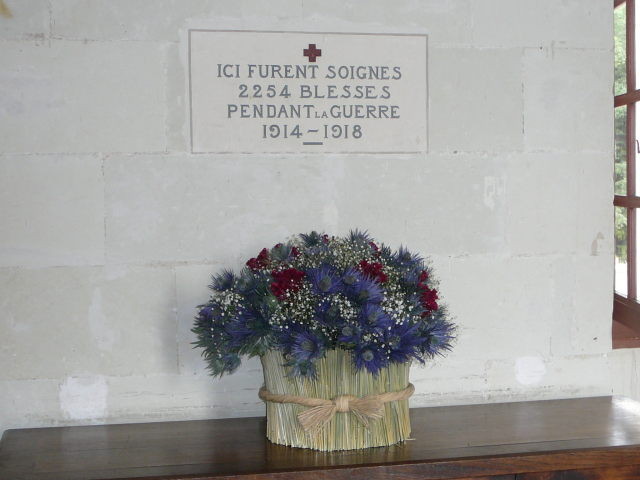 ICI FURENT SOIGNES
2254 BLESSES
PENDANT LA GUERRE
1914-1918